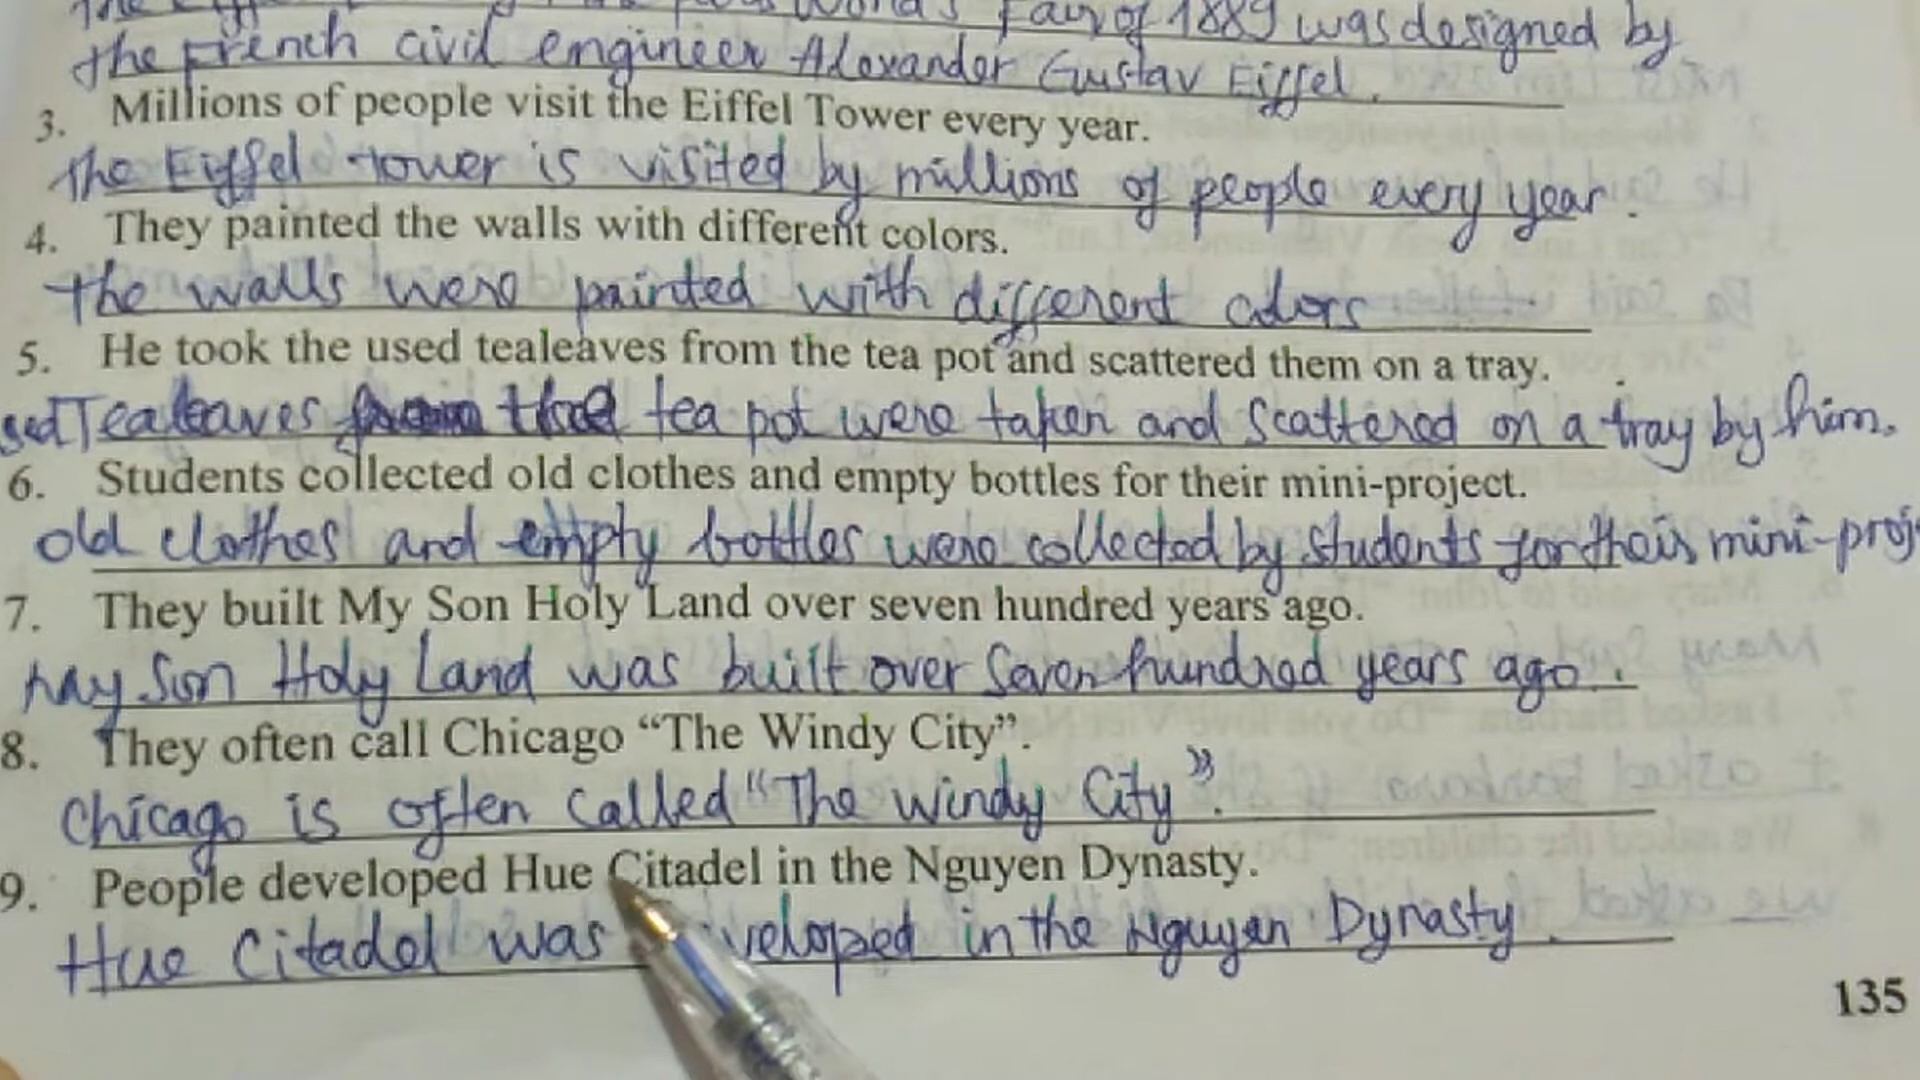 Fair of 1889 was designed by
the French civil engineer Alexander Gustav Eiffel.
3. Millions of people visit the Eiffel Tower every year.
The Eiffel tower is visited by millions of people every year.
4. They painted the walls with different colors.
the walls were painted with different colors
5. He took the used tealeaves from the tea pot and scattered them on a tray.
sed Tealeaves from the tea pot were taken and scattered on a tray by him.
6. Students collected old clothes and empty bottles for their mini-project.
old clothes and empty bottles were collected by students for their mini-proj
7. They built My Son Holy Land over seven hundred years ago.
My Son Holy Land was built over seven hundred years ago.
8. They often call Chicago “The Windy City”.
Chicago is often called “The Windy City”.
9. People developed Hue Citadel in the Nguyen Dynasty.
Hue Citadel was veloped in the Nguyen Dynasty.
135